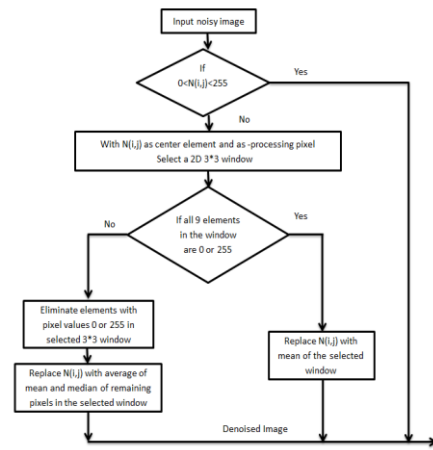 Input noisy image
If
0<N(i,j)<255
Yes
No
With N(i,j) as center element and as -processing pixel
Select a 2D 3*3 window
If all 9 elements
in the window
are 0 or 255
No
Yes
Eliminate elements with
pixel values 0 or 255 in
selected 3*3 window
Replace N(i,j) with
mean of the selected
window
Replace N(i,j) with average of
mean and median of remaining
pixels in the selected window
Denoised Image